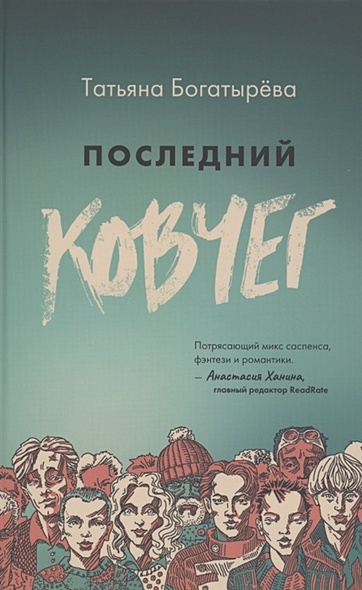 Татьяна Богатырёва
ПОСЛЕДНИЙ
КОВЧЕГ
Потрясающий микс саспенса,
фэнтези и романтики.
— Анастасия Ханина,
главный редактор ReadRate